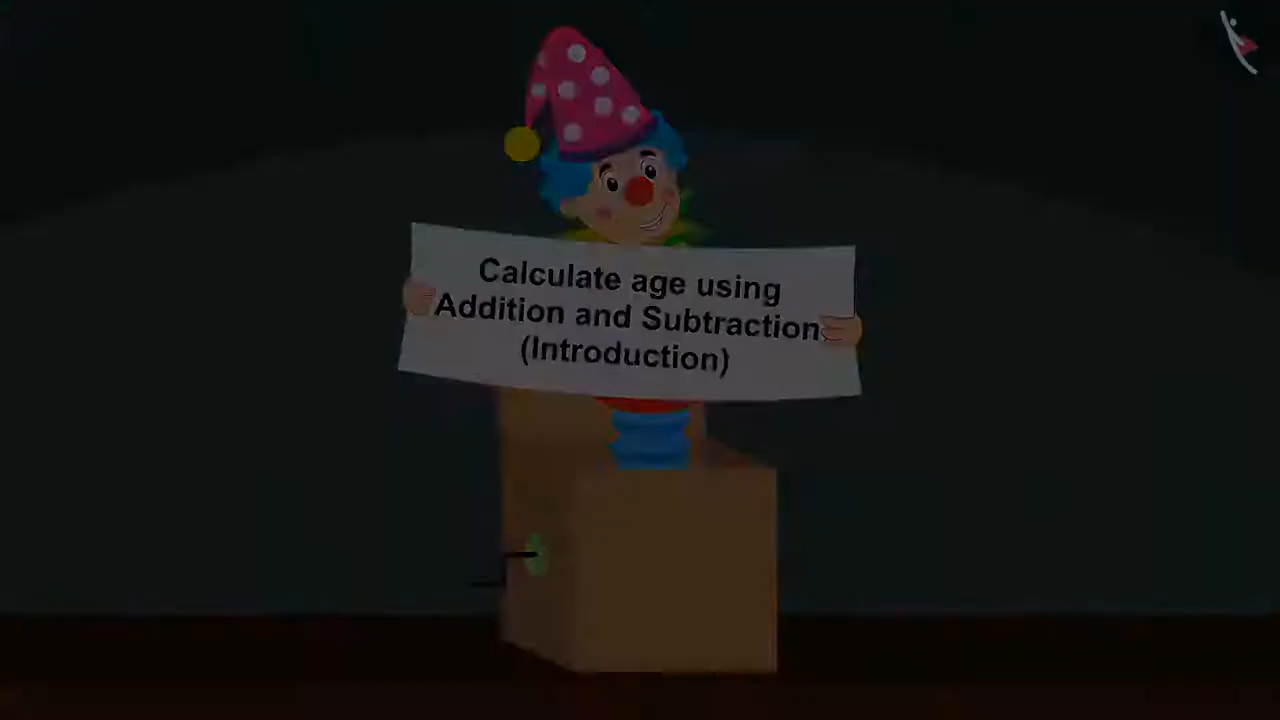 Calculate age using
Addition and Subtraction
(Introduction)